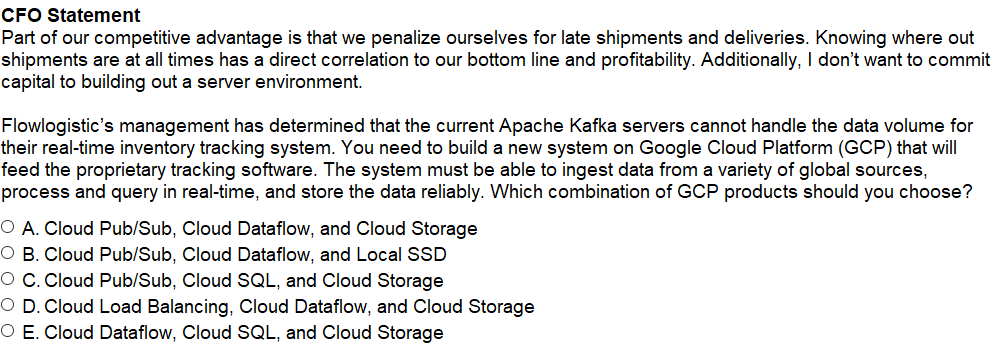 CFO Statement
Part of our competitive advantage is that we penalize ourselves for late shipments and deliveries. Knowing where out
shipments are at all times has a direct correlation to our bottom line and profitability. Additionally, I don't want to commit
capital to building out a server environment.
Flowlogistic's management has determined that the current Apache Kafka servers cannot handle the data volume for
their real-time inventory tracking system. You need to build a new system on Google Cloud Platform (GCP) that will
feed the proprietary tracking software. The system must be able to ingest data from a variety of global sources,
process and query in real-time, and store the data reliably. Which combination of GCP products should you choose?
A. Cloud Pub/Sub, Cloud Dataflow, and Cloud Storage
B. Cloud Pub/Sub, Cloud Dataflow, and Local SSD
C. Cloud Pub/Sub, Cloud SQL, and Cloud Storage
D. Cloud Load Balancing, Cloud Dataflow, and Cloud Storage
E. Cloud Dataflow, Cloud SQL, and Cloud Storage